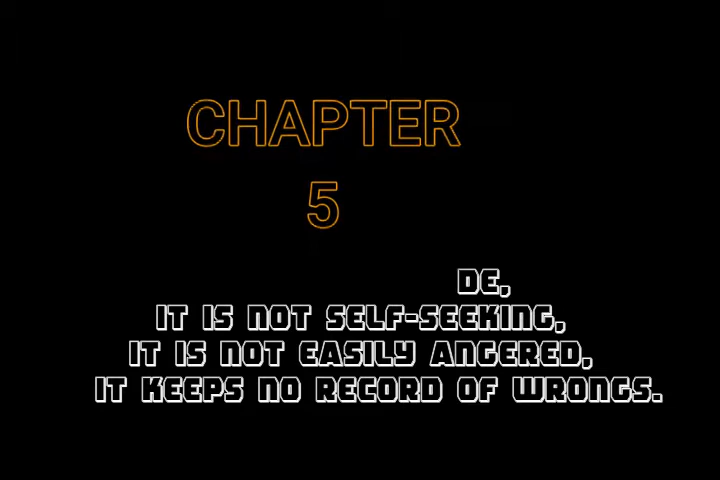 CHAPTER
5
DE,
IT IS NOT SELF-SEEKING,
IT IS NOT EASILY ANGERED,
IT KEEPS NO RECORD OF WRONGS.